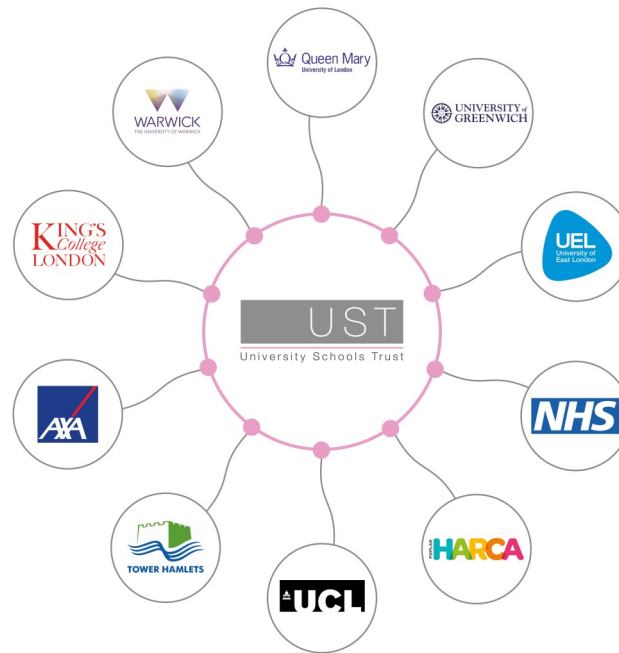 Queen Mary
University of London
WARWICK
THE UNIVERSITY OF WARWICK
UNIVERSITY of
GREENWICH
KING'S
College
LONDON
UEL
University of
East London
UST
University Schools Trust
AXA
NHS
TOWER HAMLETS
POPLAR
HARCA
UCL